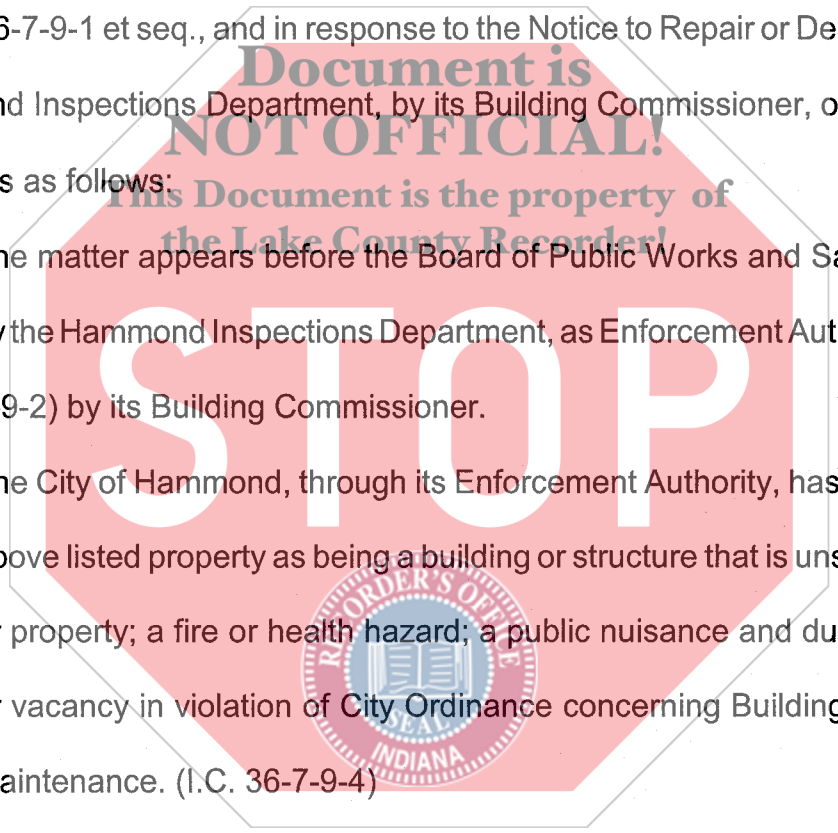 6-7-9-1 et seq., and in response to the Notice to Repair or De
Document is
nd Inspections Department, by its Building Commissioner, o
NOT OFFICIAL!
s as follows:
This Document is the property of
the Lake County Recorder!
he matter appears before the Board of Public Works and Sa
y the Hammond Inspections Department, as Enforcement Aut
9-2) by its Building Commissioner.
STOP
he City of Hammond, through its Enforcement Authority, has
bove listed property as being a building or structure that is uns
r property; a fire or health hazard; a public nuisance and du
r vacancy in violation of City Ordinance concerning Building
aintenance. (I.C. 36-7-9-4)
RECORDER'S OFFICE
SEAL
INDIANA